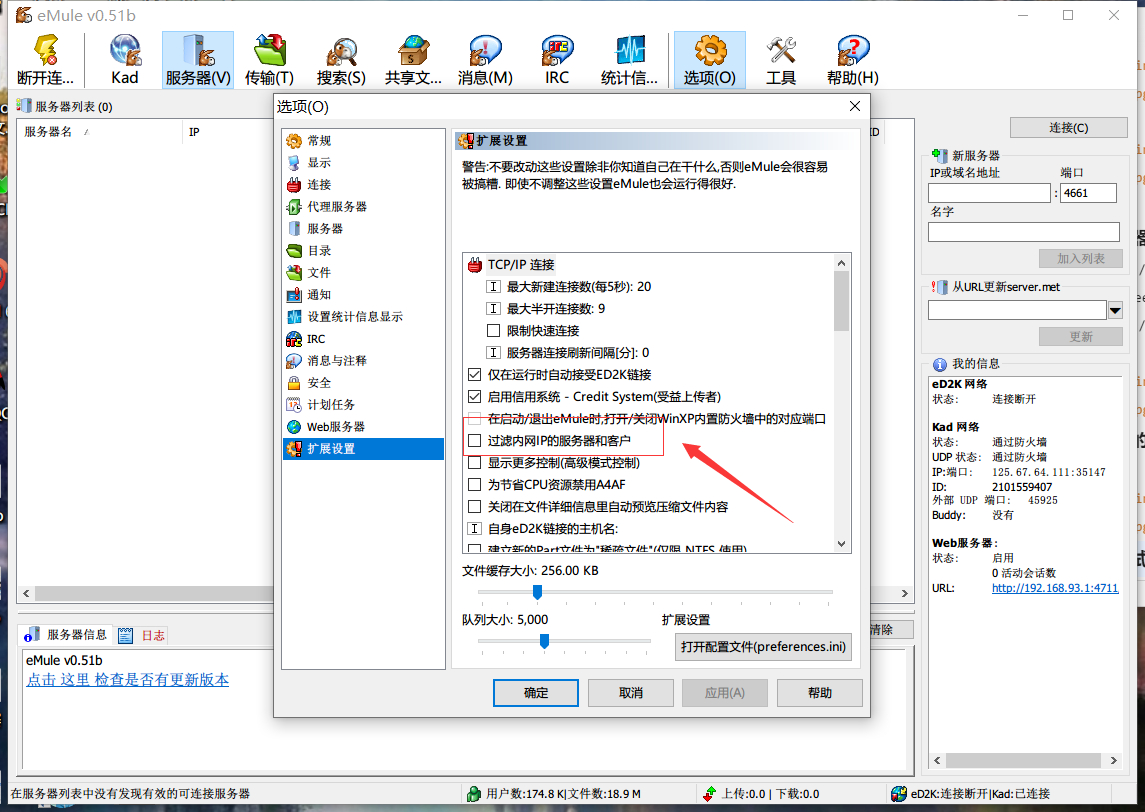 eMule v0.51b
断开连...
Kad
服务器(V)
传输(T)
搜索(S)
共享文...
消息(M)
IRC
统计信...
选项(O)
工具
帮助(H)
服务器列表 (0)
服务器名
IP
ID
选项(O)
常规
显示
连接
代理服务器
服务器
目录
文件
通知
设置统计信息显示
IRC
消息与注释
安全
计划任务
Web服务器
扩展设置
扩展设置
警告:不要改动这些设置除非你知道自己在干什么,否则eMule会很容易
被搞槽. 即使不调整这些设置eMule也会运行得很好.
TCP/IP 连接
最大新建连接数(每5秒): 20
最大半开连接数: 9
限制快速连接
服务器连接刷新间隔[分]: 0
仅在运行时自动接受ED2K链接
启用信用系统 - Credit System(受益上传者)
在启动/退出eMule时,打开/关闭WinXP内置防火墙中的对应端口
过滤内网IP的服务器和客户
显示更多控制(高级模式控制)
为节省CPU资源禁用A4AF
关闭在文件详细信息里自动预览压缩文件内容
自身eD2K链接的主机名:
建立新的Part文件为"稀疏文件"(仅限 NTFS 使用)
文件缓存大小: 256.00 KB
队列大小: 5,000
扩展设置
打开配置文件(preferences.ini)
确定
取消
应用(A)
帮助
连接(C)
新服务器
IP或域名地址
端口
:
4661
名字
加入列表
从URL更新server.met
更新
我的信息
eD2K 网络
状态: 连接断开
Kad 网络
状态: 通过防火墙
UDP 状态: 通过防火墙
IP:端口: 125.67.64.111:35147
ID: 2101559407
外部 UDP 端口: 45925
Buddy: 没有
Web服务器:
状态: 启用
0 活动会话数
URL: http://192.168.93.1:4711
服务器信息
日志
清除
eMule v0.51b
点击 这里 检查是否有更新版本
在服务器列表中没有发现有效的可连接服务器
用户数:174.8 K|文件数:18.9 M
上传:0.0 | 下载:0.0
eD2K:连接断开|Kad:已连接